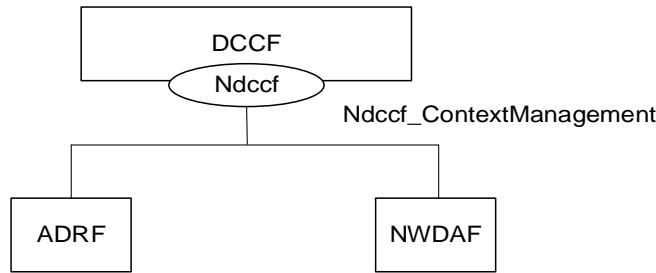 DCCF
Ndccf
Ndccf_ContextManagement
ADRF
NWDAF